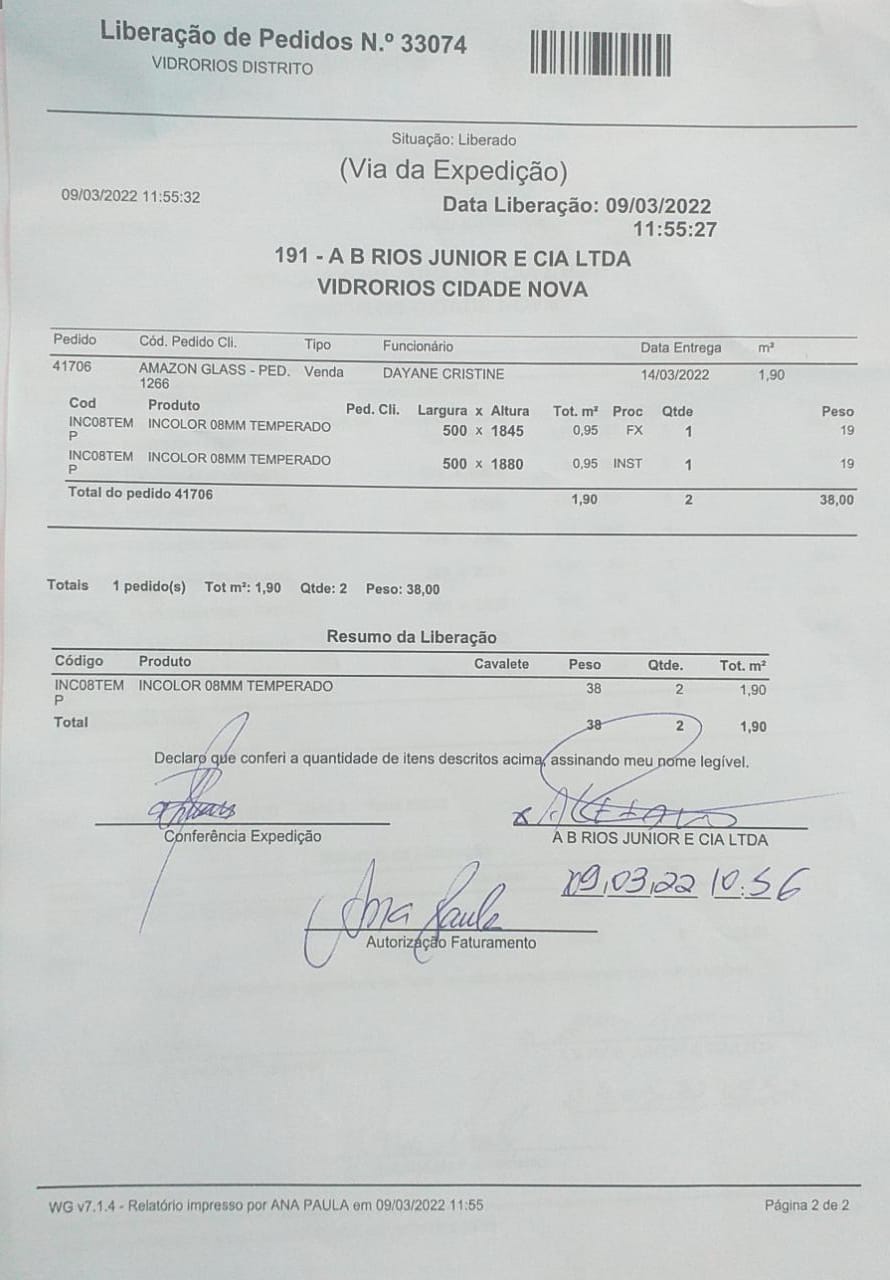 Liberação de Pedidos N.º 33074
VIDRORIOS DISTRITO
Situação: Liberado
(Via da Expedição)
09/03/2022 11:55:32
Data Liberação: 09/03/2022
11:55:27
191 - A B RIOS JUNIOR E CIA LTDA
VIDRORIOS CIDADE NOVA
Pedido Cód. Pedido Cli. Tipo Funcionário Data Entrega m²
41706 AMAZON GLASS - PED. Venda DAYANE CRISTINE 14/03/2022 1,90
1266
Cod Produto Ped. Cli. Largura x Altura Tot. m² Proc Qtde Peso
INC08TEM INCOLOR 08MM TEMPERADO 500 x 1845 0,95 FX 1 19
P
INC08TEM INCOLOR 08MM TEMPERADO 500 x 1880 0,95 INST 1 19
P
Total do pedido 41706 1,90 2 38,00
Totais 1 pedido(s) Tot m²: 1,90 Qtde: 2 Peso: 38,00
Resumo da Liberação
Código Produto Cavalete Peso Qtde. Tot. m²
INC08TEM INCOLOR 08MM TEMPERADO 38 2 1,90
P
Total 38 2 1,90
Declaro que conferi a quantidade de itens descritos acima, assinando meu nome legível.
Conferência Expedição
A B RIOS JUNIOR E CIA LTDA
09,03,22 10:56
Ana Paula
Autorização Faturamento
WG v7.1.4 - Relatório impresso por ANA PAULA em 09/03/2022 11:55
Página 2 de 2